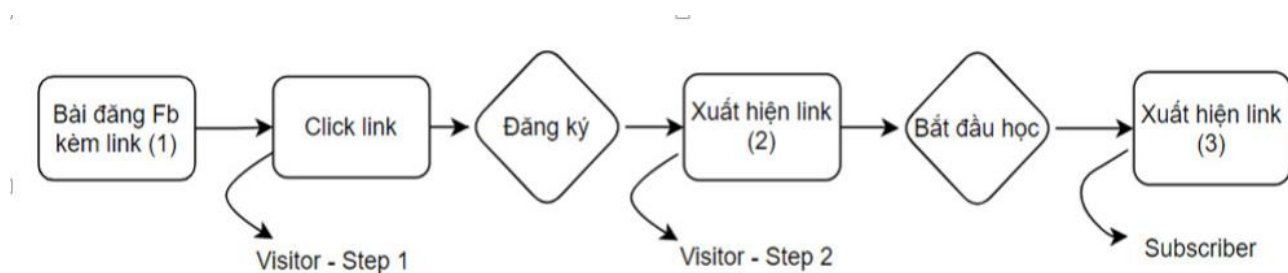 Bài đăng Fb
kèm link (1)
Click link
Đăng ký
Xuất hiện link
(2)
Bắt đầu học
Xuất hiện link
(3)
Visitor - Step 1
Visitor - Step 2
Subscriber